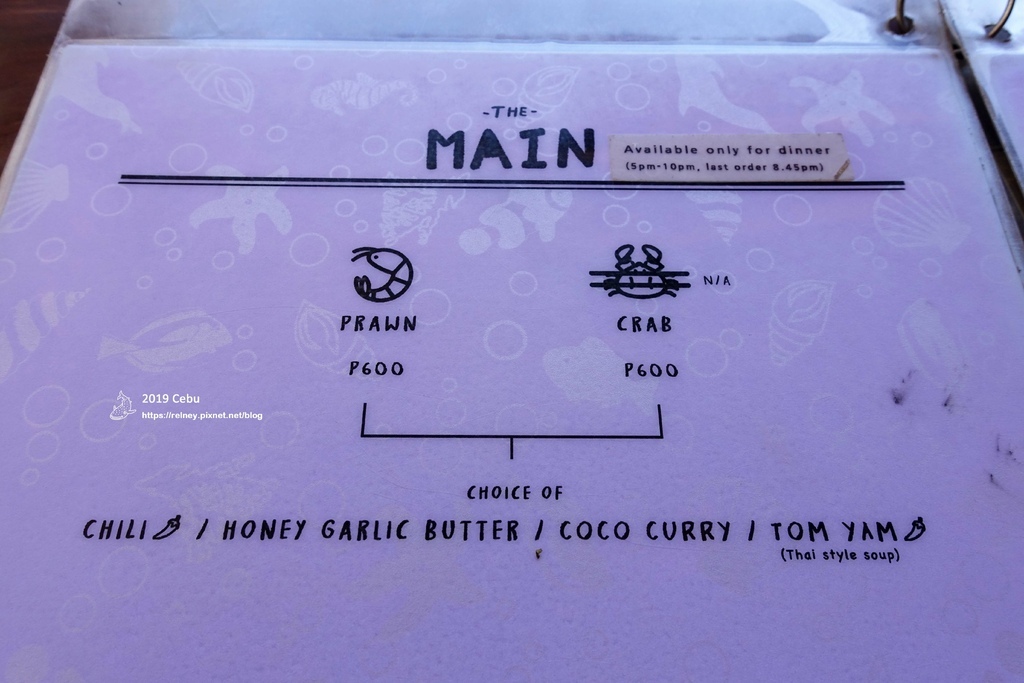 -THE-
MAIN
Available only for dinner
(5pm-10pm, last order 8.45pm)
N/A
PRAWN CRAB
P600 P600
2019 Cebu
https://relney.pixnet.net/blog
CHOICE OF
CHILI / HONEY GARLIC BUTTER / COCO CURRY / TOM YAM
(Thai style soup)